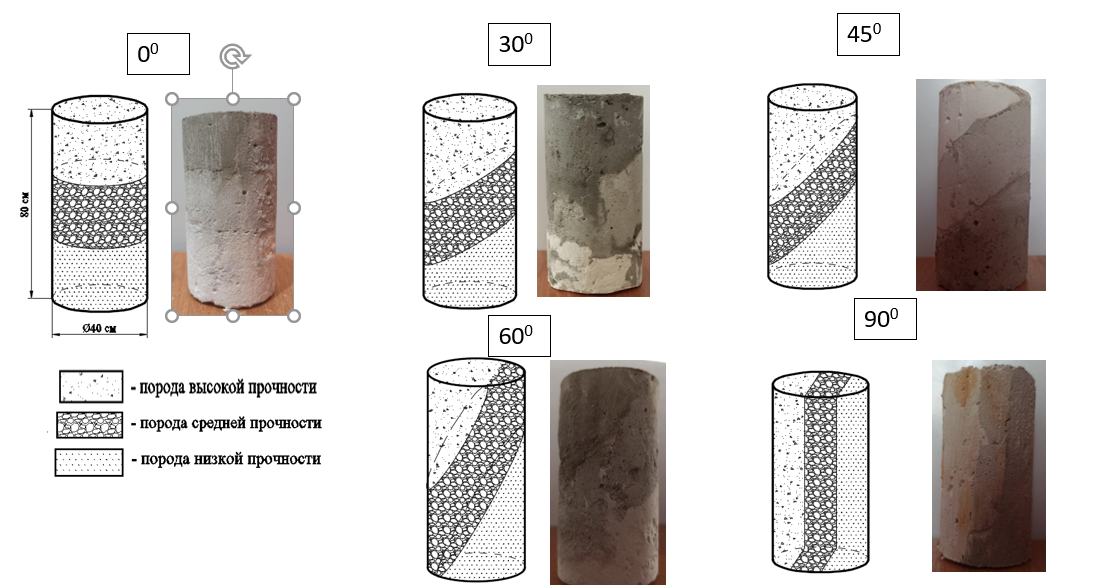 0⁰
30⁰
45⁰
80 см
Ø40 см
60⁰
90⁰
- порода высокой прочности
- порода средней прочности
- порода низкой прочности